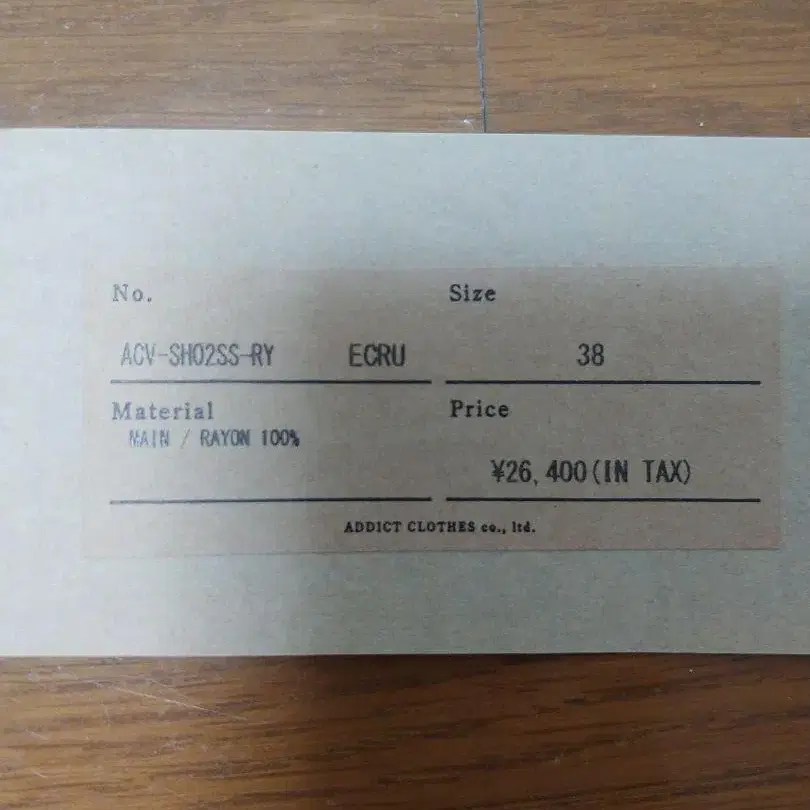 No.
Size
ACV-SH02SS-RY ECRU
38
Material
Price
MAIN / RAYON 100%
¥26,400(IN TAX)
ADDICT CLOTHES co., ltd.